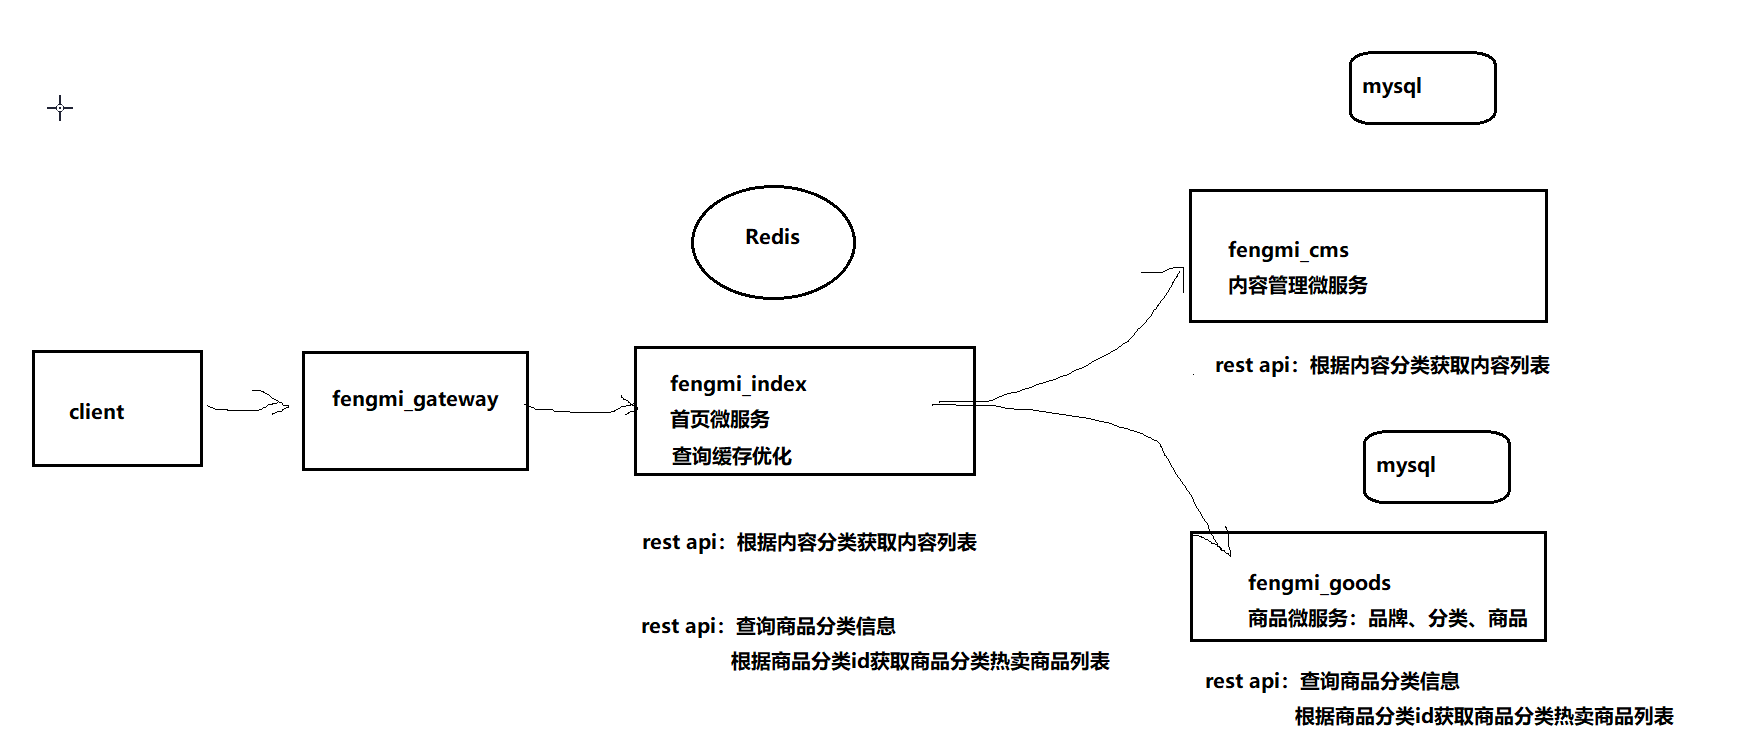 mysql
Redis
fengmi_cms
内容管理微服务
rest api：根据内容分类获取内容列表
client
fengmi_gateway
fengmi_index
首页微服务
查询缓存优化
mysql
rest api：根据内容分类获取内容列表
fengmi_goods
商品微服务：品牌、分类、商品
rest api：查询商品分类信息
根据商品分类id获取商品分类热卖商品列表
rest api：查询商品分类信息
根据商品分类id获取商品分类热卖商品列表